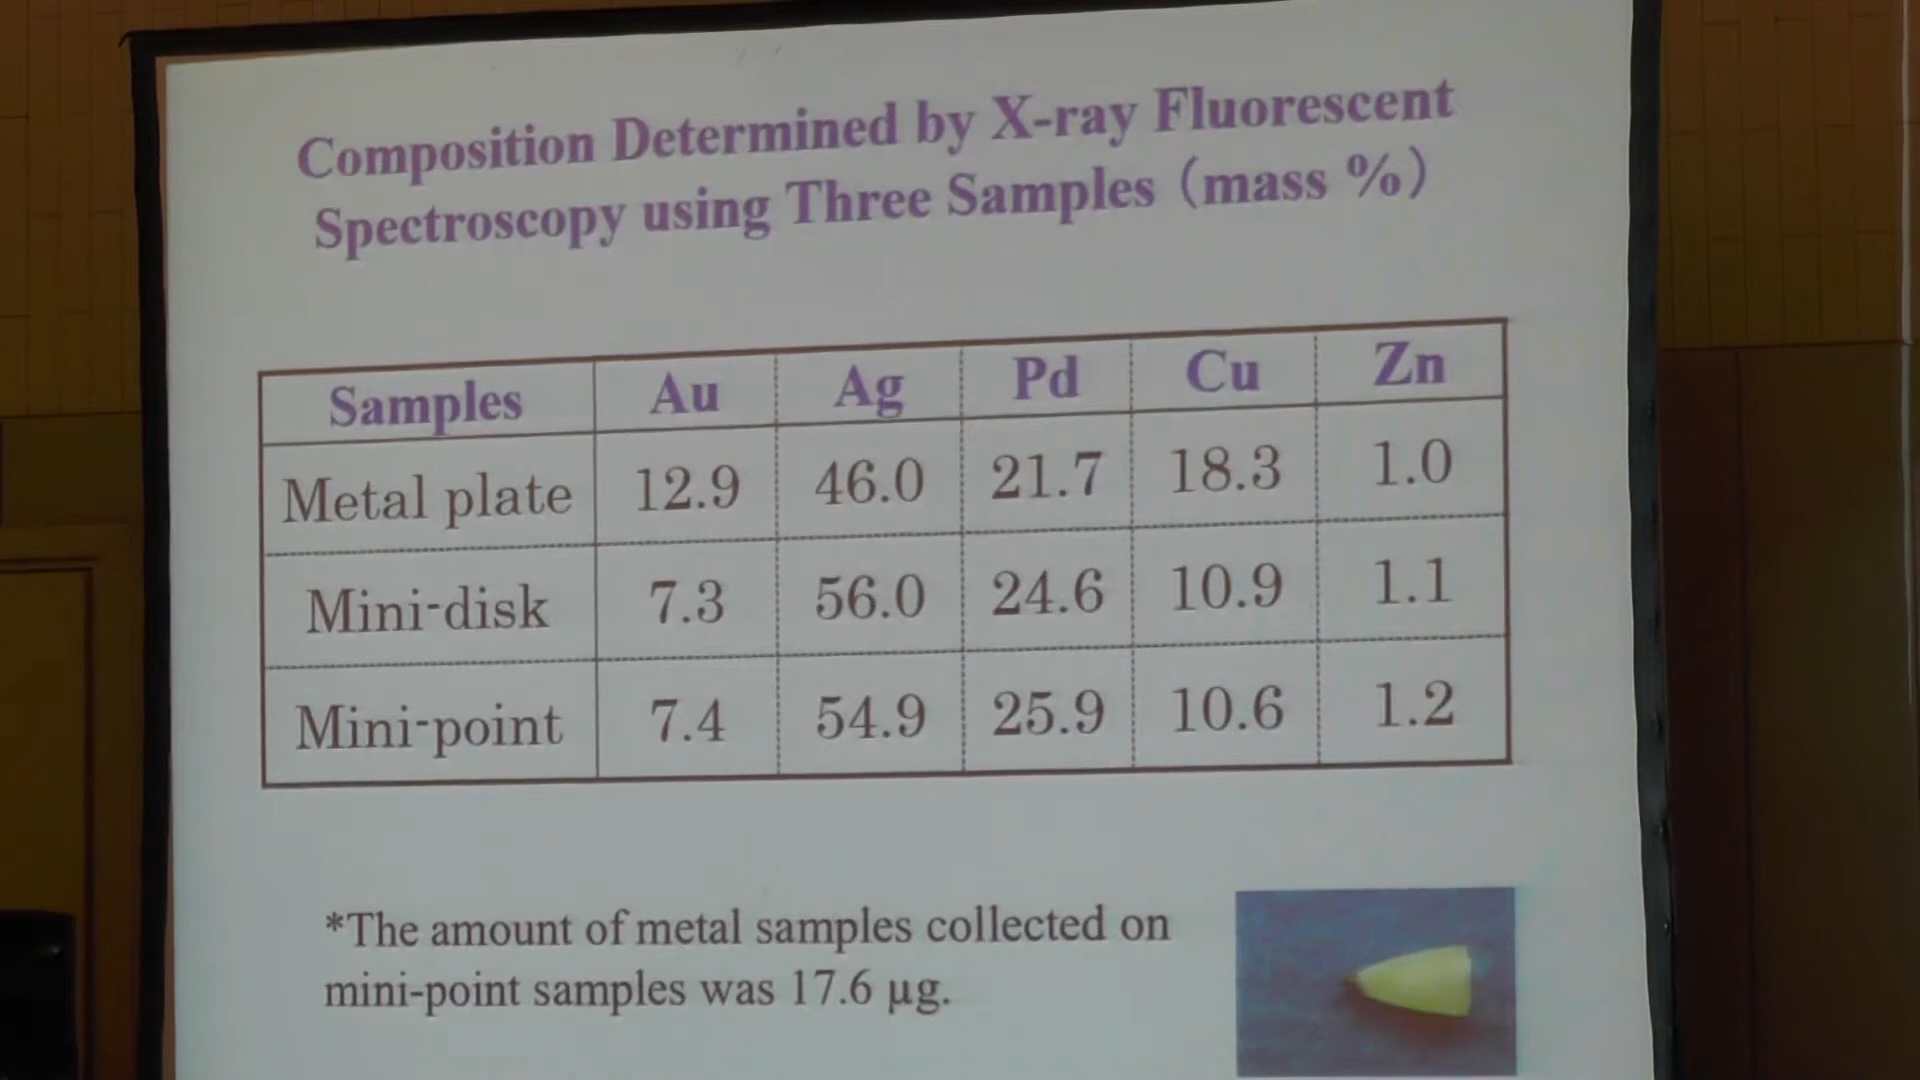 Composition Determined by X-ray Fluorescent
Spectroscopy using Three Samples (mass %)
Samples Au Ag Pd Cu Zn
Metal plate 12.9 46.0 21.7 18.3 1.0
Mini-disk 7.3 56.0 24.6 10.9 1.1
Mini-point 7.4 54.9 25.9 10.6 1.2
*The amount of metal samples collected on
mini-point samples was 17.6 μg.